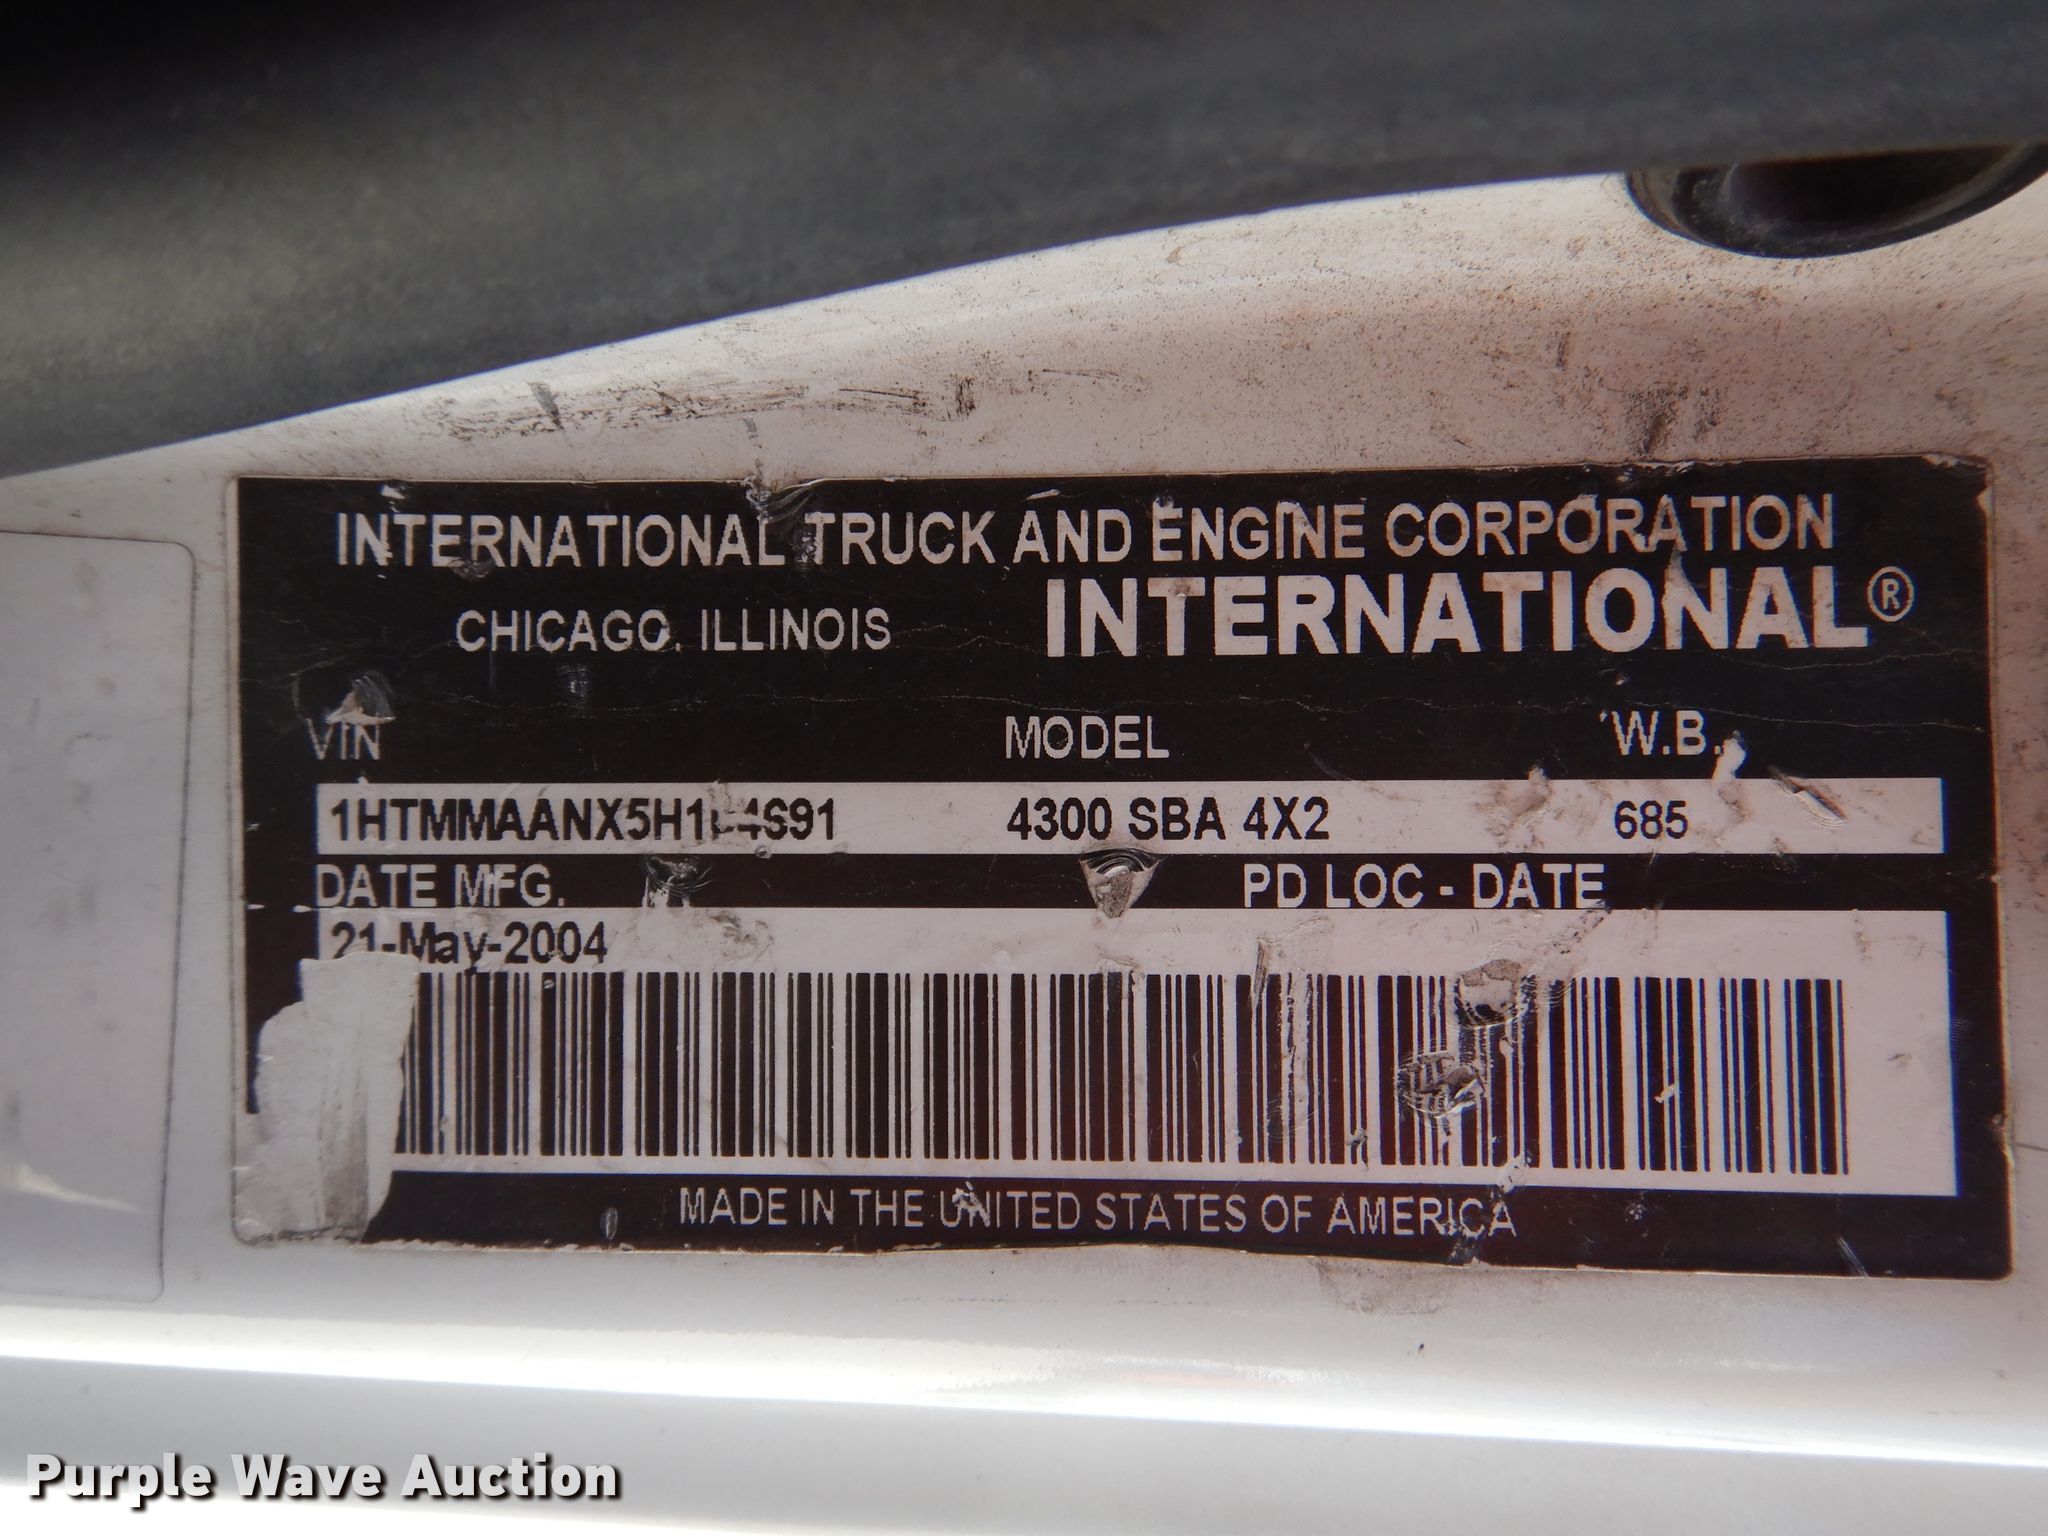 INTERNATIONAL TRUCK AND ENGINE CORPORATION
CHICAGO, ILLINOIS INTERNATIONAL®
VIN MODEL W.B.
4300 SBA 4X2 685
DATE MFG. PD LOC - DATE
21-May-2004
MADE IN THE UNITED STATES OF AMERICA
Purple Wave Auction